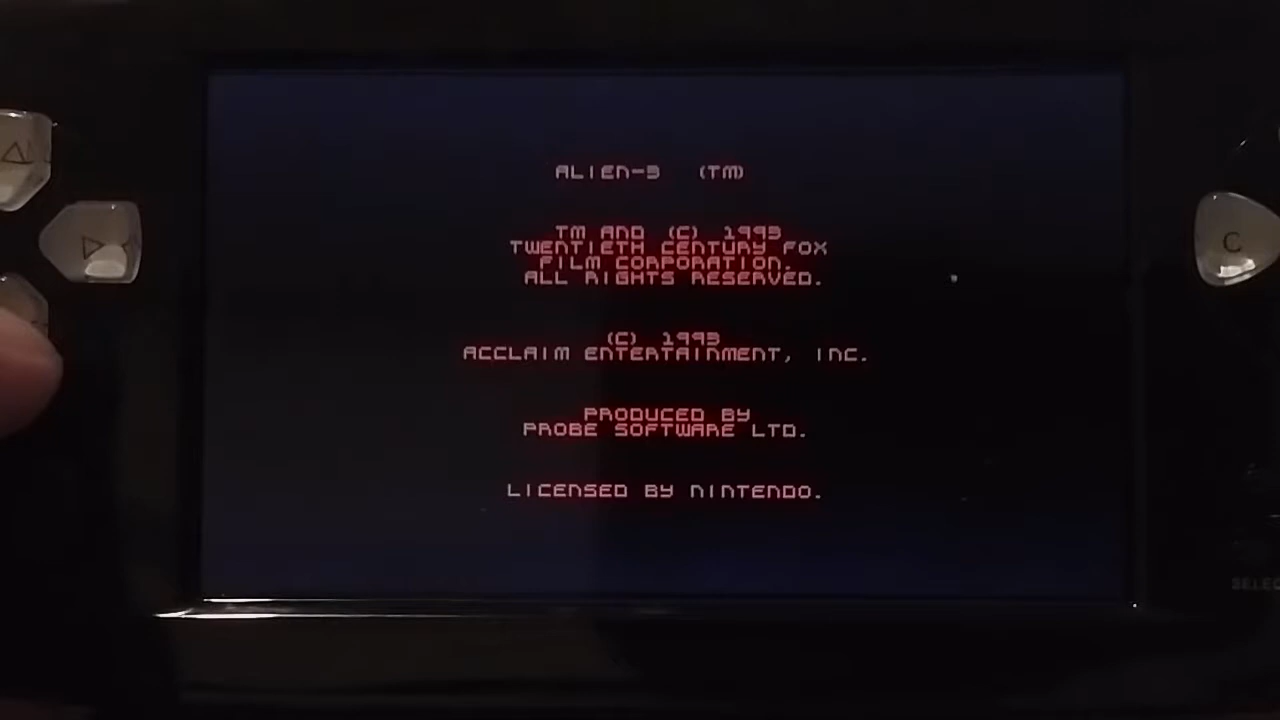 ALIEN-3 (TM)
TM AND (C) 1993
TWENTIETH CENTURY FOX
FILM CORPORATION.
ALL RIGHTS RESERVED.
(C) 1993
ACCLAIM ENTERTAINMENT, INC.
PRODUCED BY
PROBE SOFTWARE LTD.
LICENSED BY NINTENDO.
C